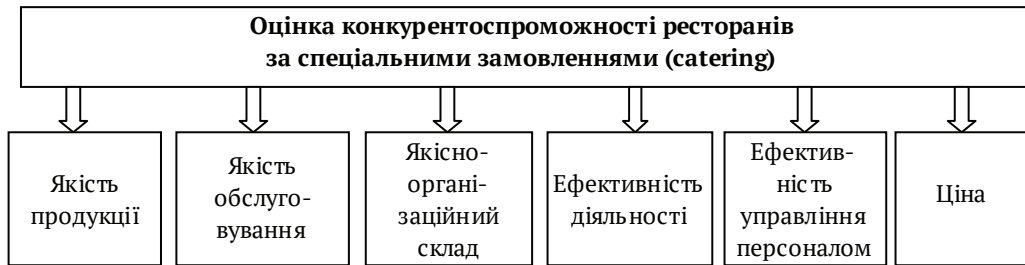 Оцінка конкурентоспроможності ресторанів
за спеціальними замовленнями (catering)
Якість
продукції
Якість
обслуго-
вування
Якісно-
органі-
заційний
склад
Ефективність
діяльності
Ефектив-
ність
управління
персоналом
Ціна